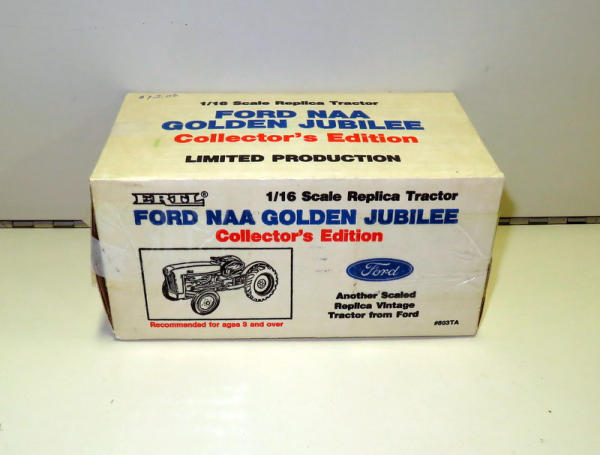 1/16 Scale Replica Tractor
FORD NAA
GOLDEN JUBILEE
Collector's Edition
LIMITED PRODUCTION
ERTL®
1/16 Scale Replica Tractor
FORD NAA GOLDEN JUBILEE
Collector's Edition
Ford
Another Scaled
Replica Vintage
Tractor from Ford
Recommended for ages 3 and over
#803TA